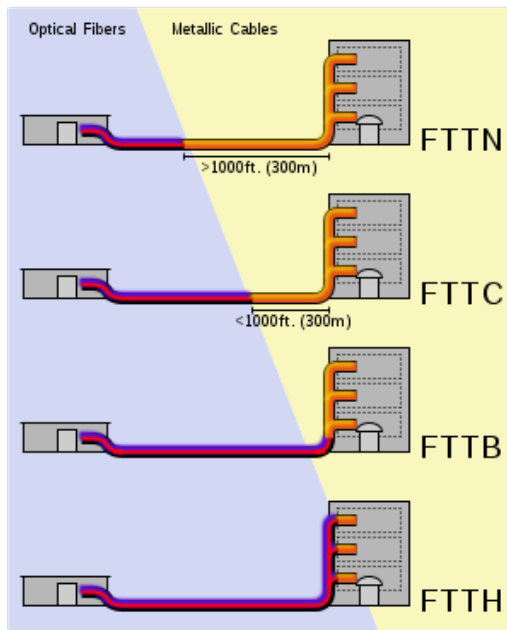 Optical Fibers Metallic Cables
FTTN
>1000ft. (300m)
FTTC
<1000ft. (300m)
FTTB
FTTH